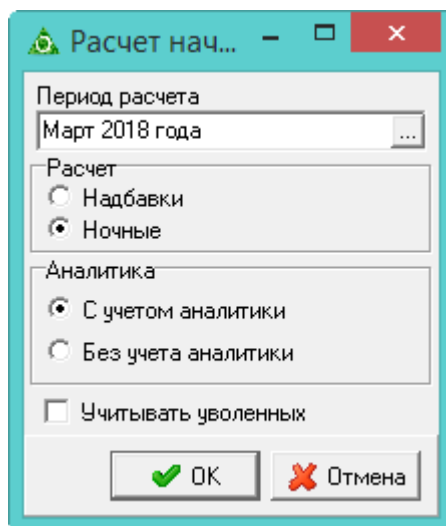 Расчет нач...
Период расчета
Март 2018 года ...
Расчет
Надбавки
Ночные
Аналитика
С учетом аналитики
Без учета аналитики
Учитывать уволенных
OK Отмена